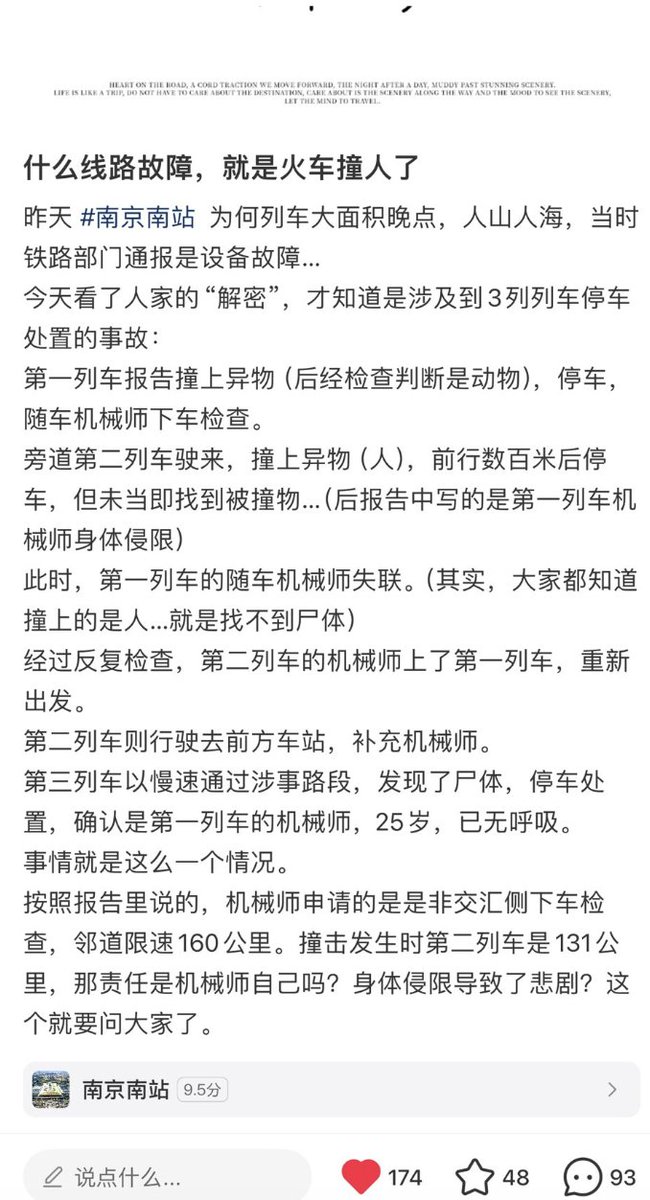 HEART ON THE ROAD, A CORD TRACTION WE MOVE FORWARD, THE NIGHT AFTER A DAY, MUDDY PAST STUNNING SCENERY.
LIFE IS LIKE A TRIP, DO NOT HAVE TO CARE ABOUT THE DESTINATION, CARE ABOUT IS THE SCENERY ALONG THE WAY AND THE MOOD TO SEE THE SCENERY,
LET THE MIND TO TRAVEL.
什么线路故障，就是火车撞人了
昨天 #南京南站 为何列车大面积晚点，人山人海，当时
铁路部门通报是设备故障...
今天看了人家的“解密”，才知道是涉及到3列列车停车
处置的事故：
第一列车报告撞上异物（后经检查判断是动物），停车，
随车机械师下车检查。
旁道第二列车驶来，撞上异物（人），前行数百米后停
车，但未当即找到被撞物...（后报告中写的是第一列车机
械师身体侵限）
此时，第一列车的随车机械师失联。（其实，大家都知道
撞上的是人...就是找不到尸体）
经过反复检查，第二列车的机械师上了第一列车，重新
出发。
第二列车则行驶去前方车站，补充机械师。
第三列车以慢速通过涉事路段，发现了尸体，停车处
置，确认是第一列车的机械师，25岁，已无呼吸。
事情就是这么一个情况。
按照报告里说的，机械师申请的是是非交汇侧下车检
查，邻道限速160公里。撞击发生时第二列车是131公
里，那责任是机械师自己吗？身体侵限导致了悲剧？这
个就要问大家了。
南京南站 9.5分
说点什么... 174 48 93